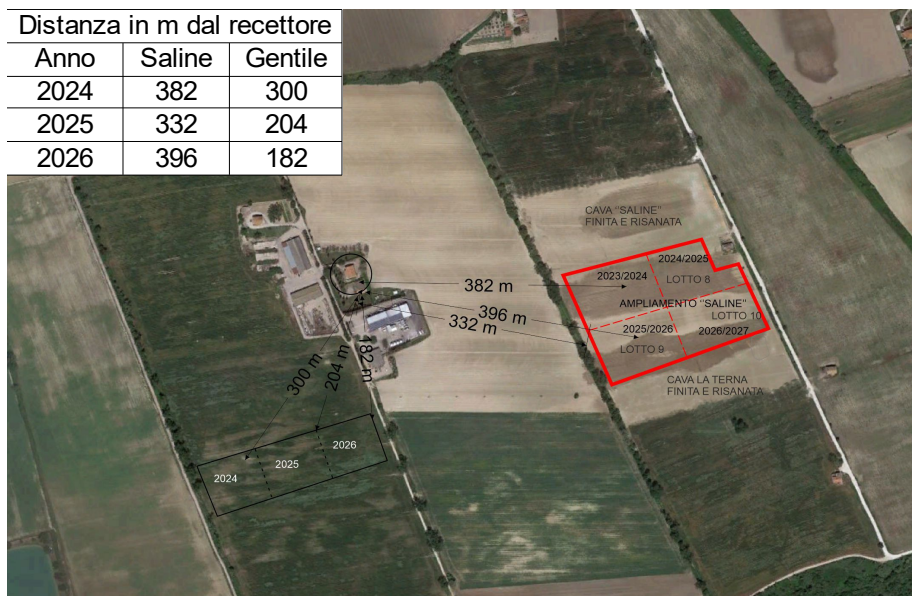 Distanza in m dal recettore
Anno Saline Gentile
2024 382 300
2025 332 204
2026 396 182
CAVA "SALINE"
FINITA E RISANATA
2024/2025
2023/2024
LOTTO 8
382 m
AMPLIAMENTO "SALINE"
396 m
LOTTO 10
332 m
2025/2026
2026/2027
LOTTO 9
300 m
204 m
182 m
CAVA LA TERNA
FINITA E RISANATA
2026
2025
2024